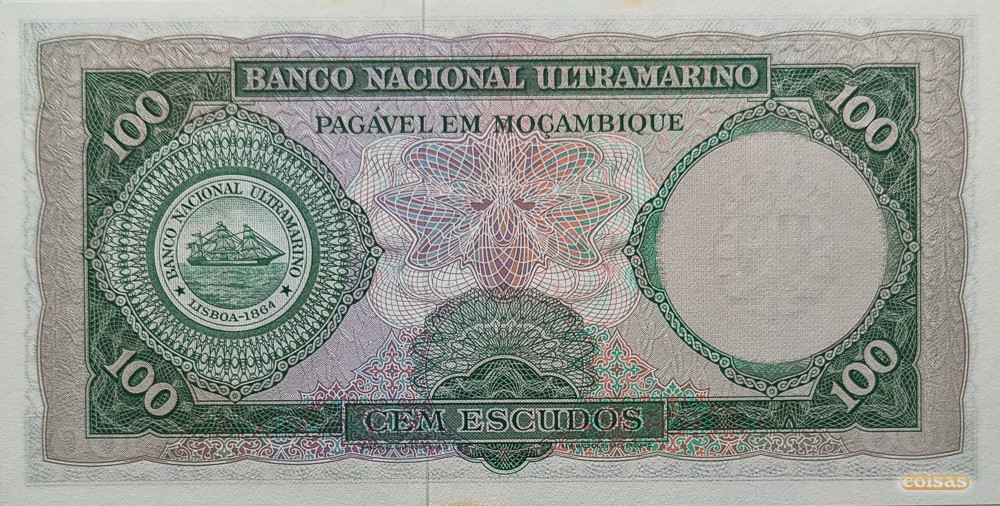 BANCO NACIONAL ULTRAMARINO
PAGÁVEL EM MOÇAMBIQUE
100
100
BANCO NACIONAL ULTRAMARINO
LISBOA-1864
100
100
CEM ESCUDOS
coisas